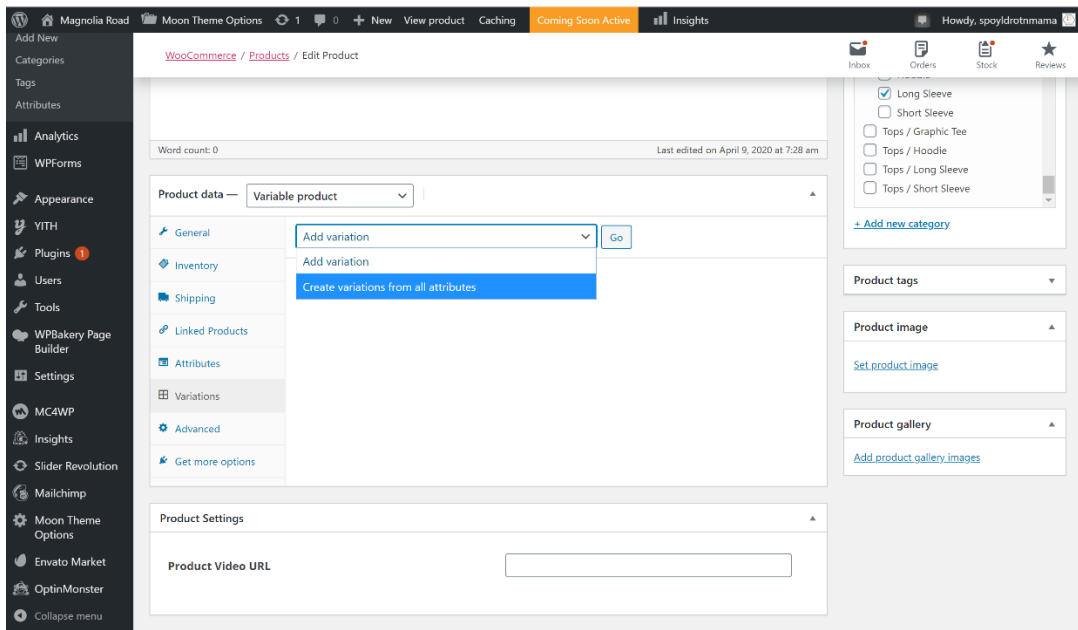 Magnolia Road
Moon Theme Options
1
0
New
View product
Caching
Coming Soon Active
Insights
Howdy, spoyldrotnmama
Add New
Categories
Tags
Attributes
Analytics
WPForms
Appearance
YITH
Plugins 1
Users
Tools
WPBakery Page
Builder
Settings
MC4WP
Insights
Slider Revolution
Mailchimp
Moon Theme
Options
Envato Market
OptinMonster
Collapse menu
WooCommerce / Products / Edit Product
Inbox
Orders
Stock
Reviews
Word count: 0
Last edited on April 9, 2020 at 7:28 am
Product data — Variable product
General
Inventory
Shipping
Linked Products
Attributes
Variations
Advanced
Get more options
Add variation
Go
Add variation
Create variations from all attributes
Product Settings
Product Video URL
Long Sleeve
Short Sleeve
Tops / Graphic Tee
Tops / Hoodie
Tops / Long Sleeve
Tops / Short Sleeve
+ Add new category
Product tags
Product image
Set product image
Product gallery
Add product gallery images